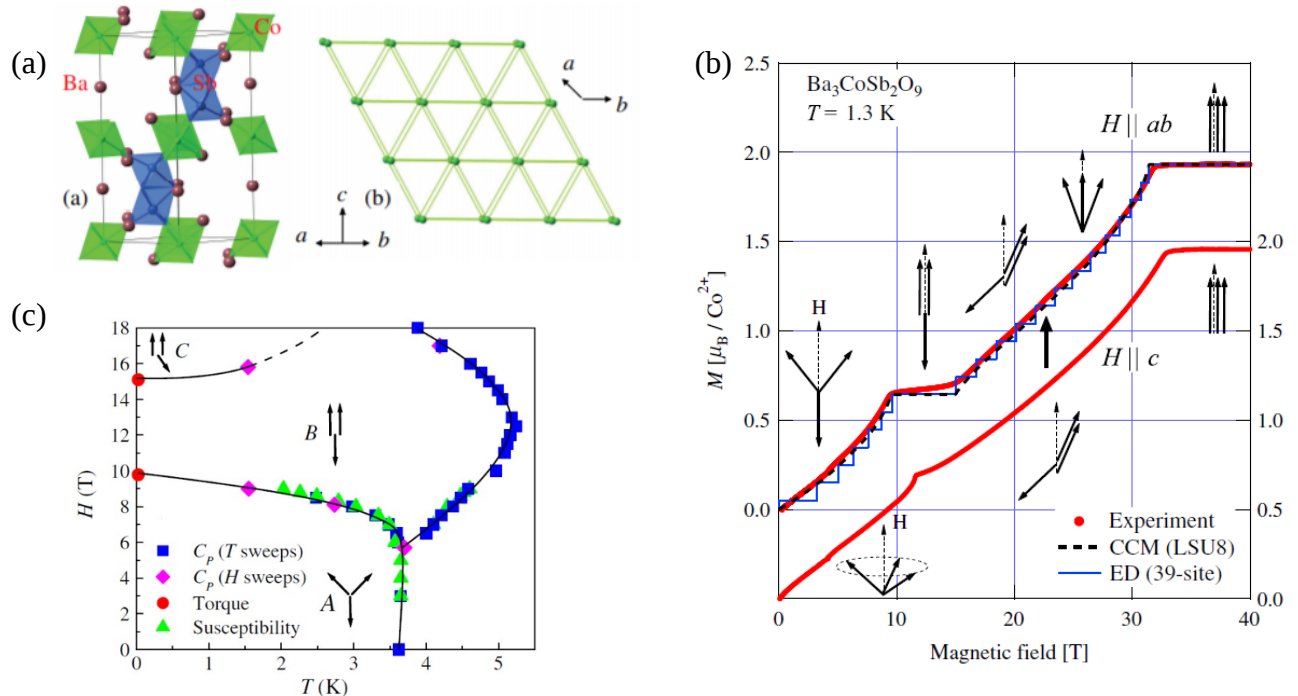 (a)
Co
Ba
Sb
(a)
c
a
b
(b)
a
b
(b)
2.5
2.0
1.5
1.0
0.5
0.0
M [μB / Co2+]
Ba3CoSb2O9
T = 1.3 K
H || ab
H || c
H
H
2.0
1.5
1.0
0.5
0.0
Experiment
CCM (LSU8)
ED (39-site)
0
10
20
30
40
Magnetic field [T]
(c)
18
16
14
12
10
8
6
4
2
0
H (T)
C
B
A
CP (T sweeps)
CP (H sweeps)
Torque
Susceptibility
0
1
2
3
4
5
T (K)